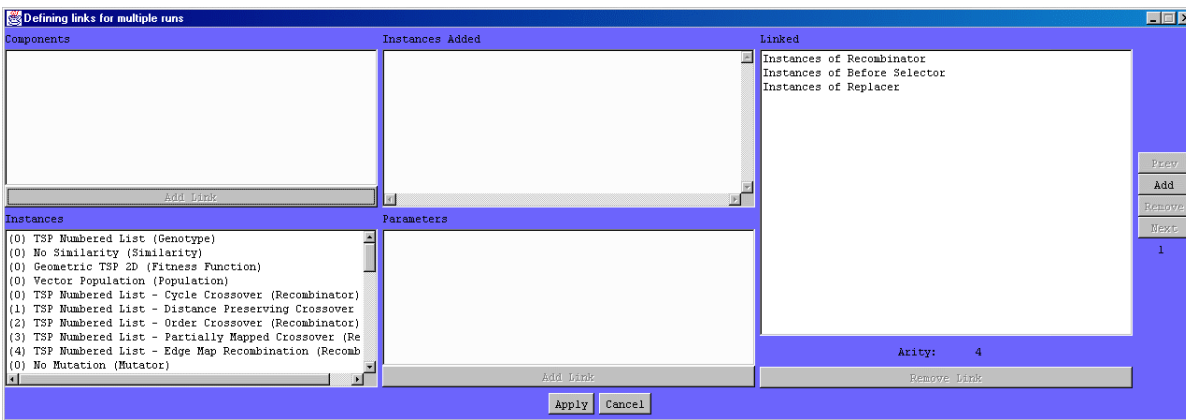 Defining links for multiple runs
Components
Instances Added
Linked
Instances of Recombinator
Instances of Before Selector
Instances of Replacer
Add Link
Instances
(0) TSP Numbered List (Genotype)
(0) No Similarity (Similarity)
(0) Geometric TSP 2D (Fitness Function)
(0) Vector Population (Population)
(0) TSP Numbered List - Cycle Crossover (Recombinator)
(1) TSP Numbered List - Distance Preserving Crossover
(2) TSP Numbered List - Order Crossover (Recombinator)
(3) TSP Numbered List - Partially Mapped Crossover (Re
(4) TSP Numbered List - Edge Map Recombination (Recomb
(0) No Mutation (Mutator)
Parameters
Add Link
Arity: 4
Remove Link
Prev
Add
Remove
Next
1
Apply Cancel